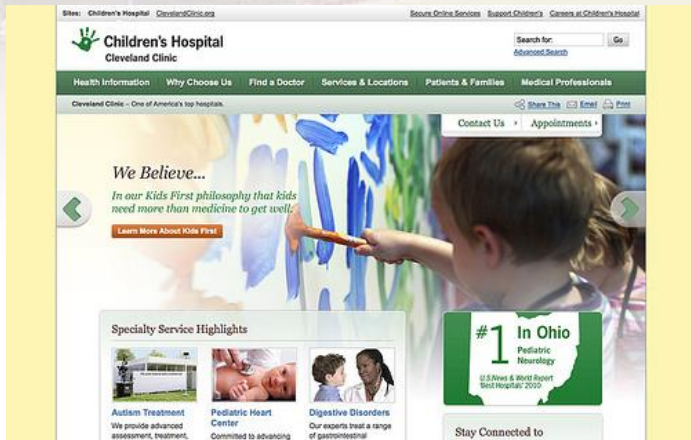 Sites: Children's Hospital ClevelandClinic.org
Secure Online Services Support Children's Careers at Children's Hospital
Children's Hospital
Cleveland Clinic
Search for:
Go
Advanced Search
Health Information Why Choose Us Find a Doctor Services & Locations Patients & Families Medical Professionals
Cleveland Clinic – One of America's top hospitals.
Share This Email Print
Contact Us Appointments
We Believe...
In our Kids First philosophy that kids
need more than medicine to get well.
Learn More About Kids First
Specialty Service Highlights
Autism Treatment
We provide advanced
assessment, treatment,
Pediatric Heart
Center
Committed to advancing
Digestive Disorders
Our experts treat a range
of gastrointestinal
#1 In Ohio
Pediatric
Neurology
U.S.News & World Report
'Best Hospitals' 2010
Stay Connected to